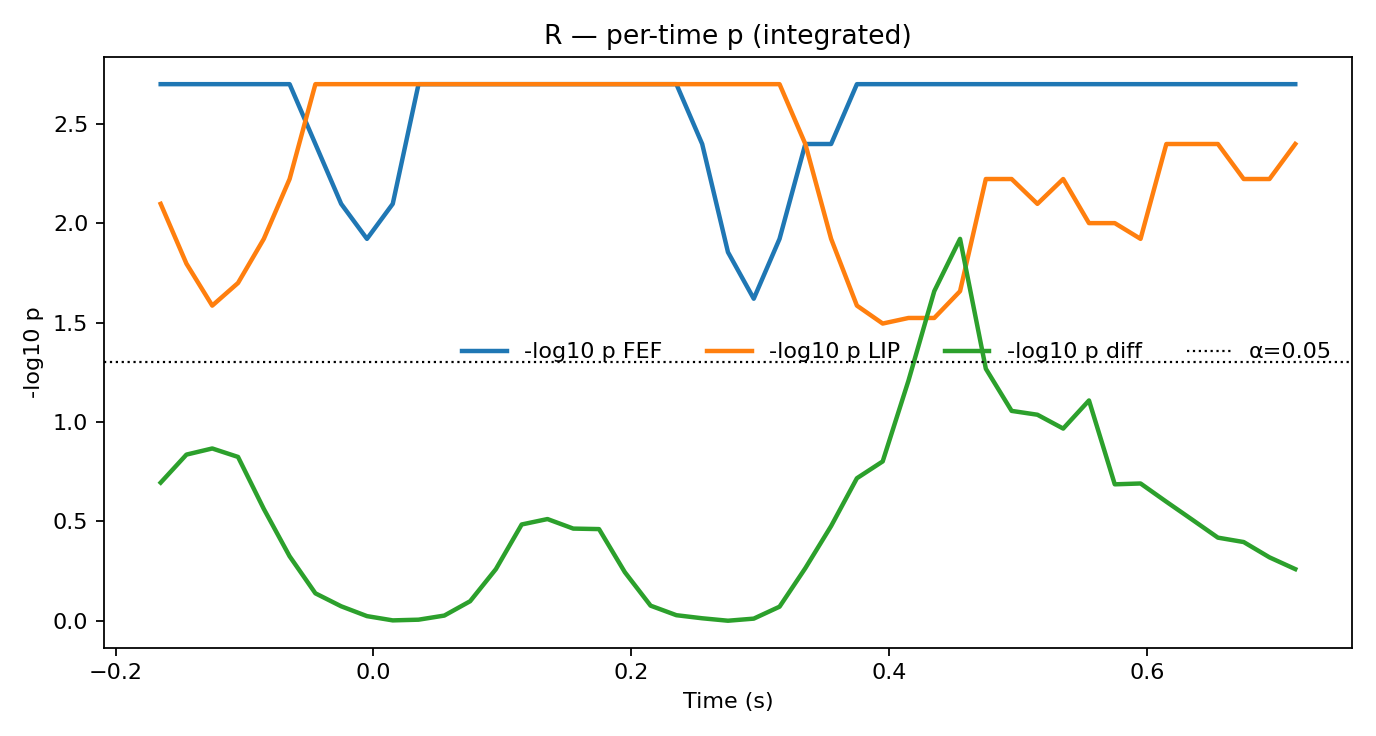 R — per-time p (integrated)
-log10 p
2.5
2.0
1.5
1.0
0.5
0.0
-log10 p FEF -log10 p LIP -log10 p diff α=0.05
−0.2 0.0 0.2 0.4 0.6
Time (s)